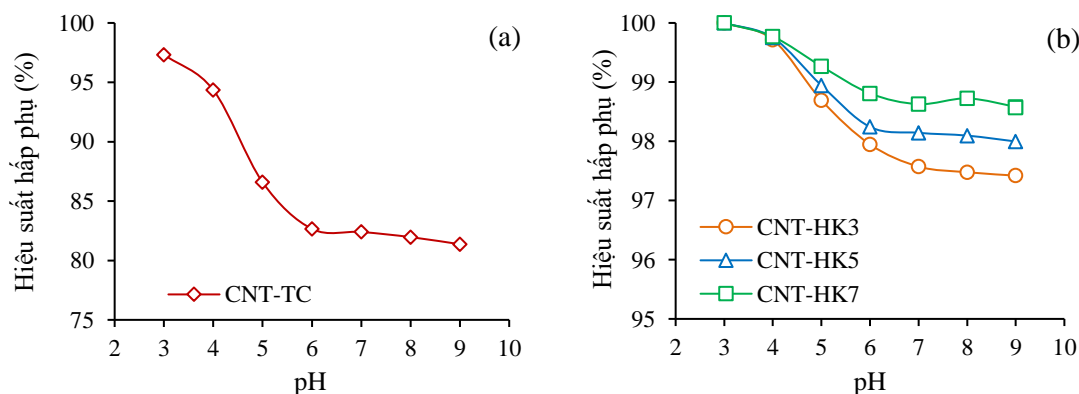 (a)
Hiệu suất hấp phụ (%)
100
95
90
85
80
75
CNT-TC
2 3 4 5 6 7 8 9 10
pH
(b)
Hiệu suất hấp phụ (%)
100
99
98
97
96
95
CNT-HK3
CNT-HK5
CNT-HK7
2 3 4 5 6 7 8 9 10
pH